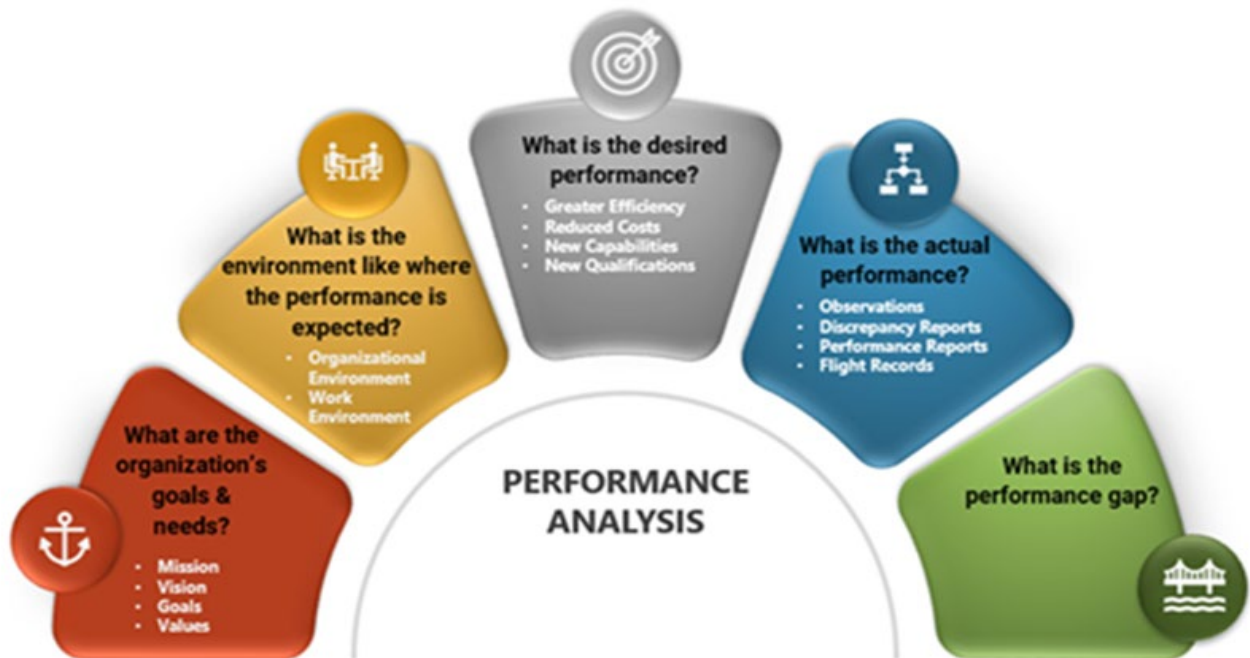 What are the
organization's
goals &
needs?
• Mission
• Vision
• Goals
• Values
What is the
environment like where
the performance is
expected?
• Organizational
Environment
• Work
Environment
What is the desired
performance?
• Greater Efficiency
• Reduced Costs
• New Capabilities
• New Qualifications
What is the actual
performance?
• Observations
• Discrepancy Reports
• Performance Reports
• Flight Records
What is the
performance gap?
PERFORMANCE
ANALYSIS